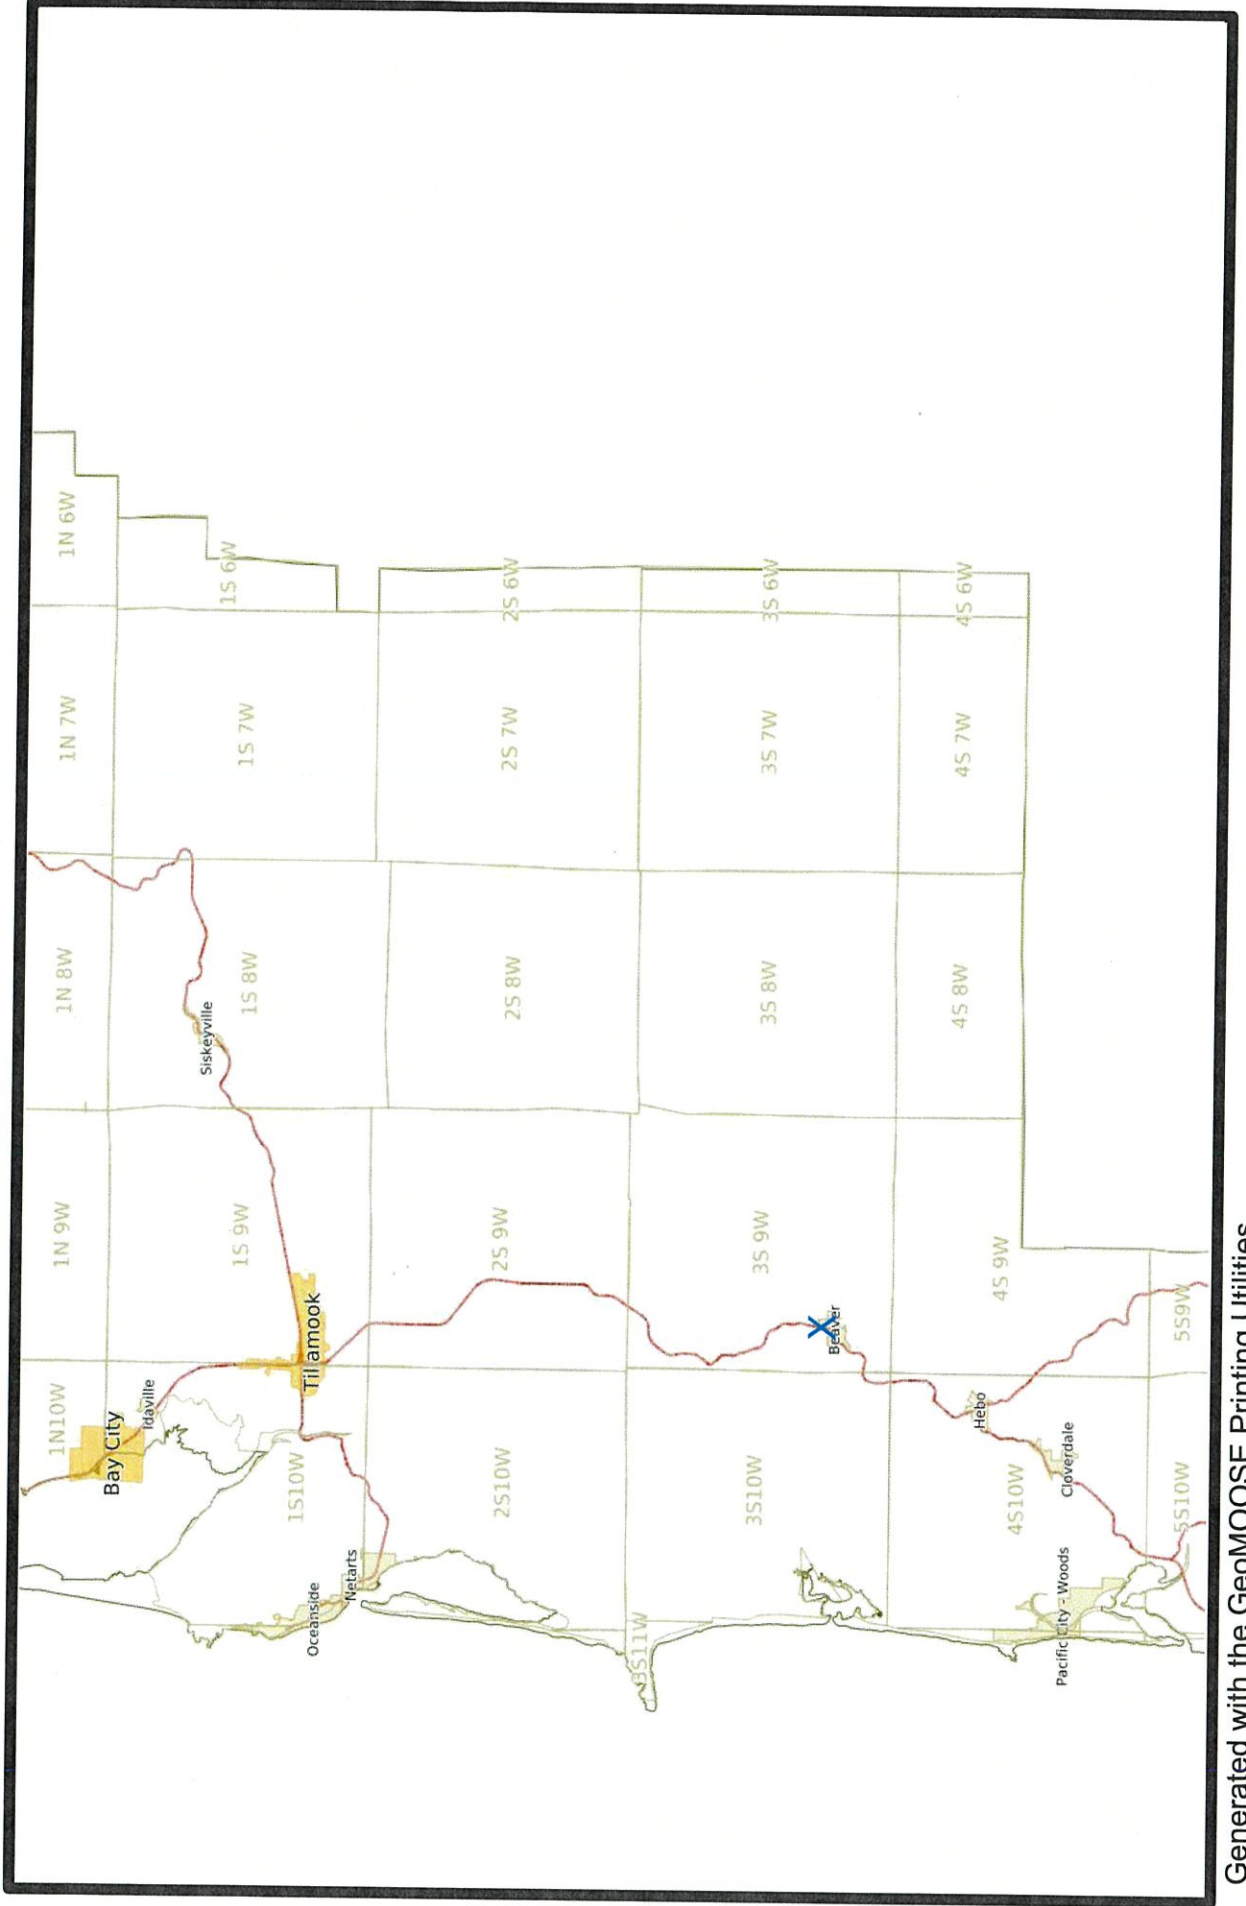 1N 6W
1S 6W
2S 6W
3S 6W
4S 6W
1N 7W
1S 7W
2S 7W
3S 7W
4S 7W
1N 8W
1S 8W
2S 8W
3S 8W
4S 8W
Siskeyville
1N 9W
1S 9W
2S 9W
3S 9W
4S 9W
5S9W
Tillamook
Beaver
1N10W
Idaville
Bay City
Hebo
Cloverdale
1S10W
2S10W
3S10W
4S10W
5S10W
Netarts
Oceanside
Pacific City - Woods
3S11W
Generated with the GeoMOOSE Printing Utilities